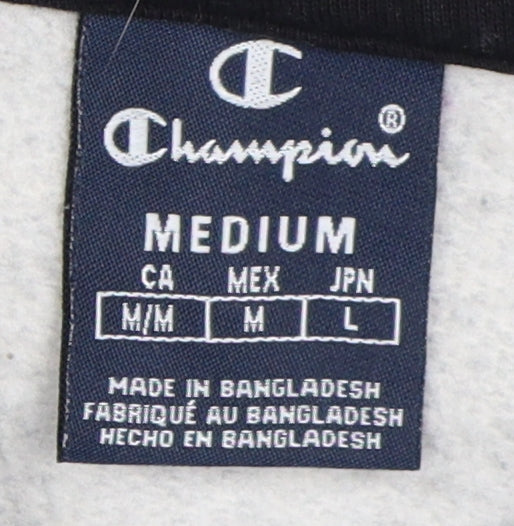 C
Champion®
MEDIUM
CA MEX JPN
M/M M L
MADE IN BANGLADESH
FABRIQUÉ AU BANGLADESH
HECHO EN BANGLADESH